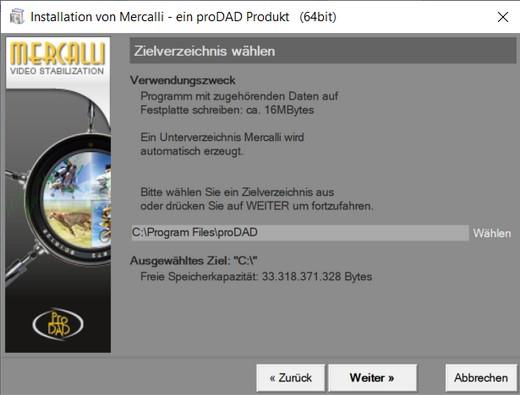 Installation von Mercalli - ein proDAD Produkt (64bit)
MERCALLI
VIDEO STABILIZATION
Zielverzeichnis wählen
Verwendungszweck
Programm mit zugehörenden Daten auf
Festplatte schreiben: ca. 16MBytes
Ein Unterverzeichnis Mercalli wird
automatisch erzeugt.
Bitte wählen Sie ein Zielverzeichnis aus
oder drücken Sie auf WEITER um fortzufahren.
C:\Program Files\proDAD
Wählen
Ausgewähltes Ziel: "C:\"
Freie Speicherkapazität: 33.318.371.328 Bytes
Pro
DAD
« Zurück
Weiter »
Abbrechen